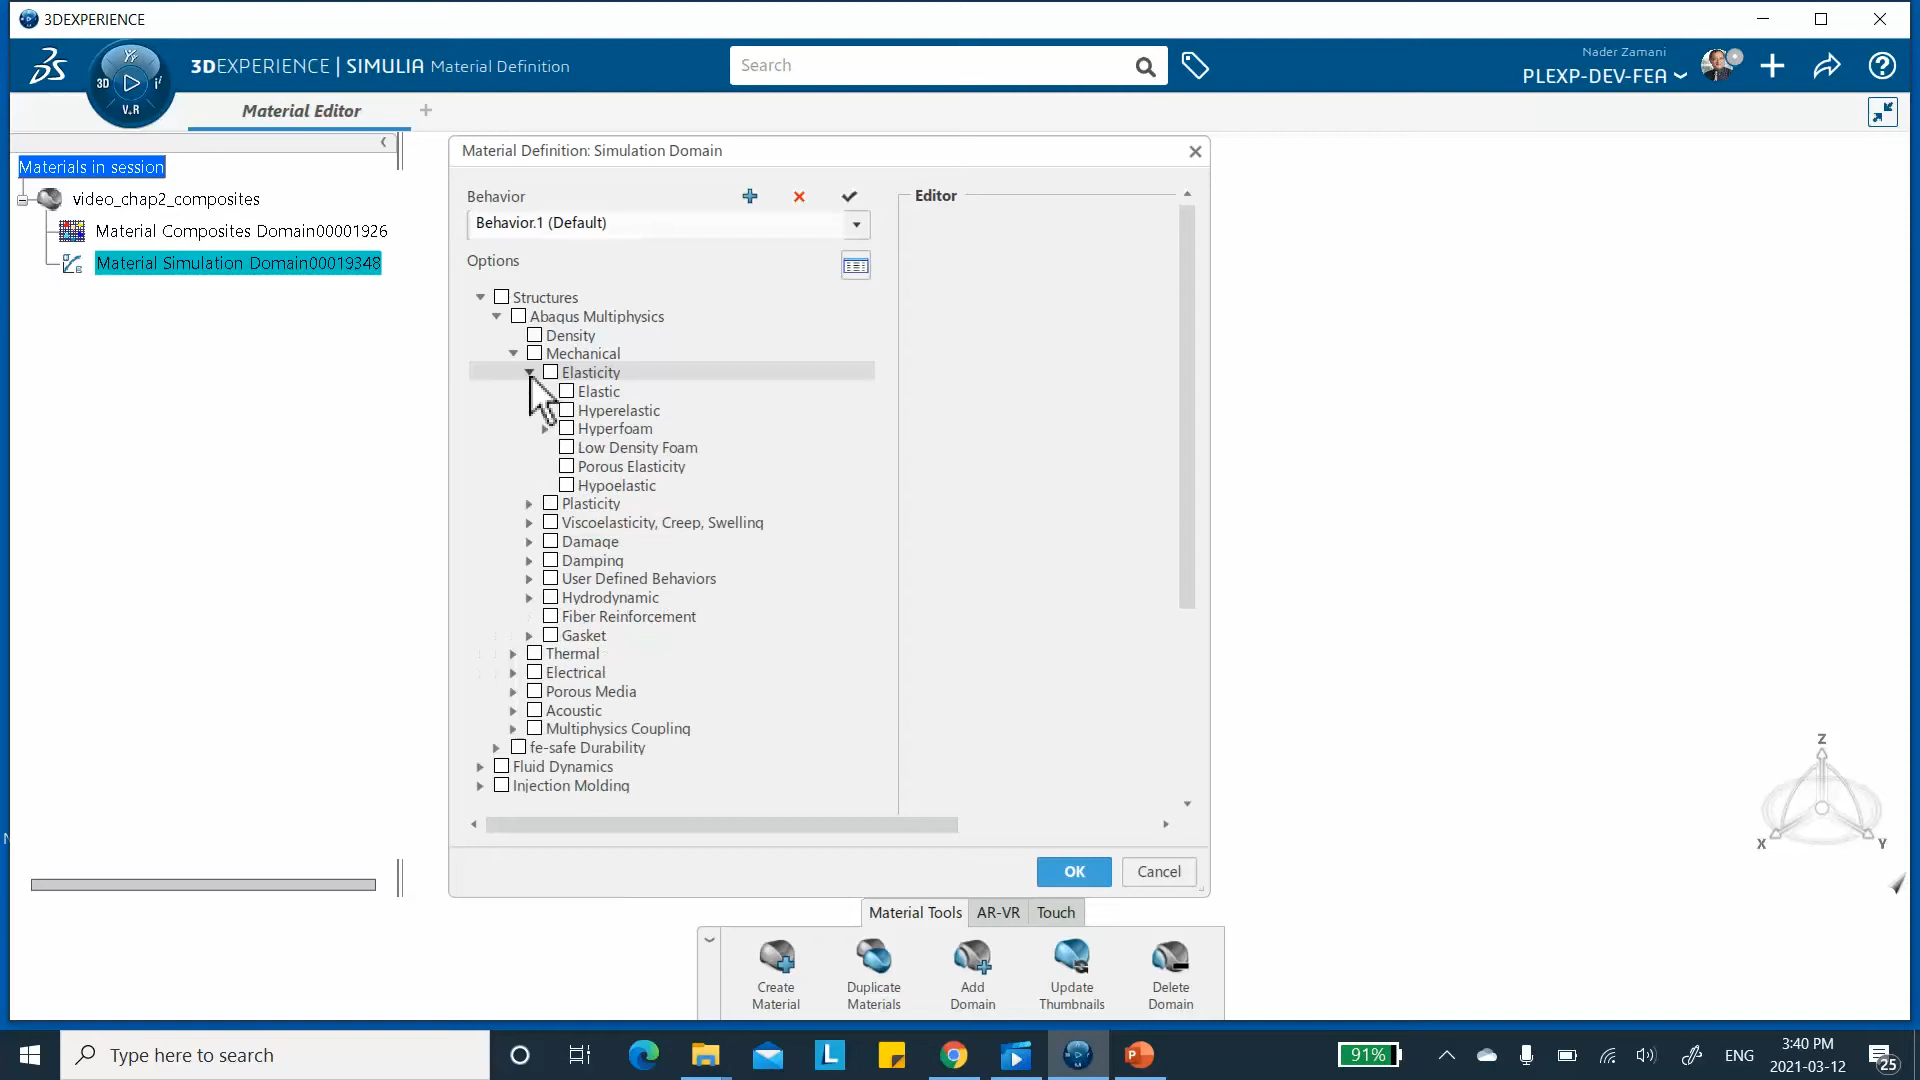 3DEXPERIENCE
3DEXPERIENCE | SIMULIA Material Definition
Search
Nader Zamani
PLEXP-DEV-FEA
3D
V.R
Material Editor
Materials in session
video_chap2_composites
Material Composites Domain00001926
Material Simulation Domain00019348
Material Definition: Simulation Domain
Behavior
Behavior.1 (Default)
Options
Editor
Structures
Abaqus Multiphysics
Density
Mechanical
Elasticity
Elastic
Hyperelastic
Hyperfoam
Low Density Foam
Porous Elasticity
Hypoelastic
Plasticity
Viscoelasticity, Creep, Swelling
Damage
Damping
User Defined Behaviors
Hydrodynamic
Fiber Reinforcement
Gasket
Thermal
Electrical
Porous Media
Acoustic
Multiphysics Coupling
fe-safe Durability
Fluid Dynamics
Injection Molding
OK
Cancel
Z
X
Y
Material Tools
AR-VR
Touch
Create Material
Duplicate Materials
Add Domain
Update Thumbnails
Delete Domain
Type here to search
91%
ENG
3:40 PM
2021-03-12
25